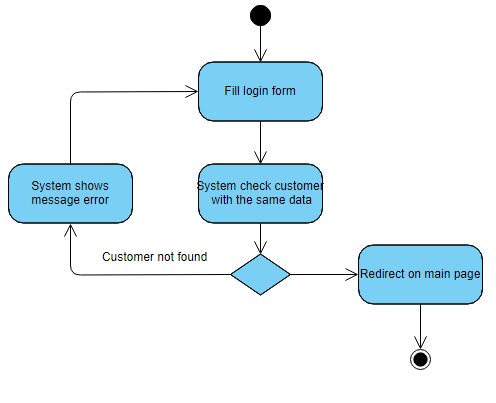 Fill login form
System shows
message error
System check customer
with the same data
Customer not found
Redirect on main page